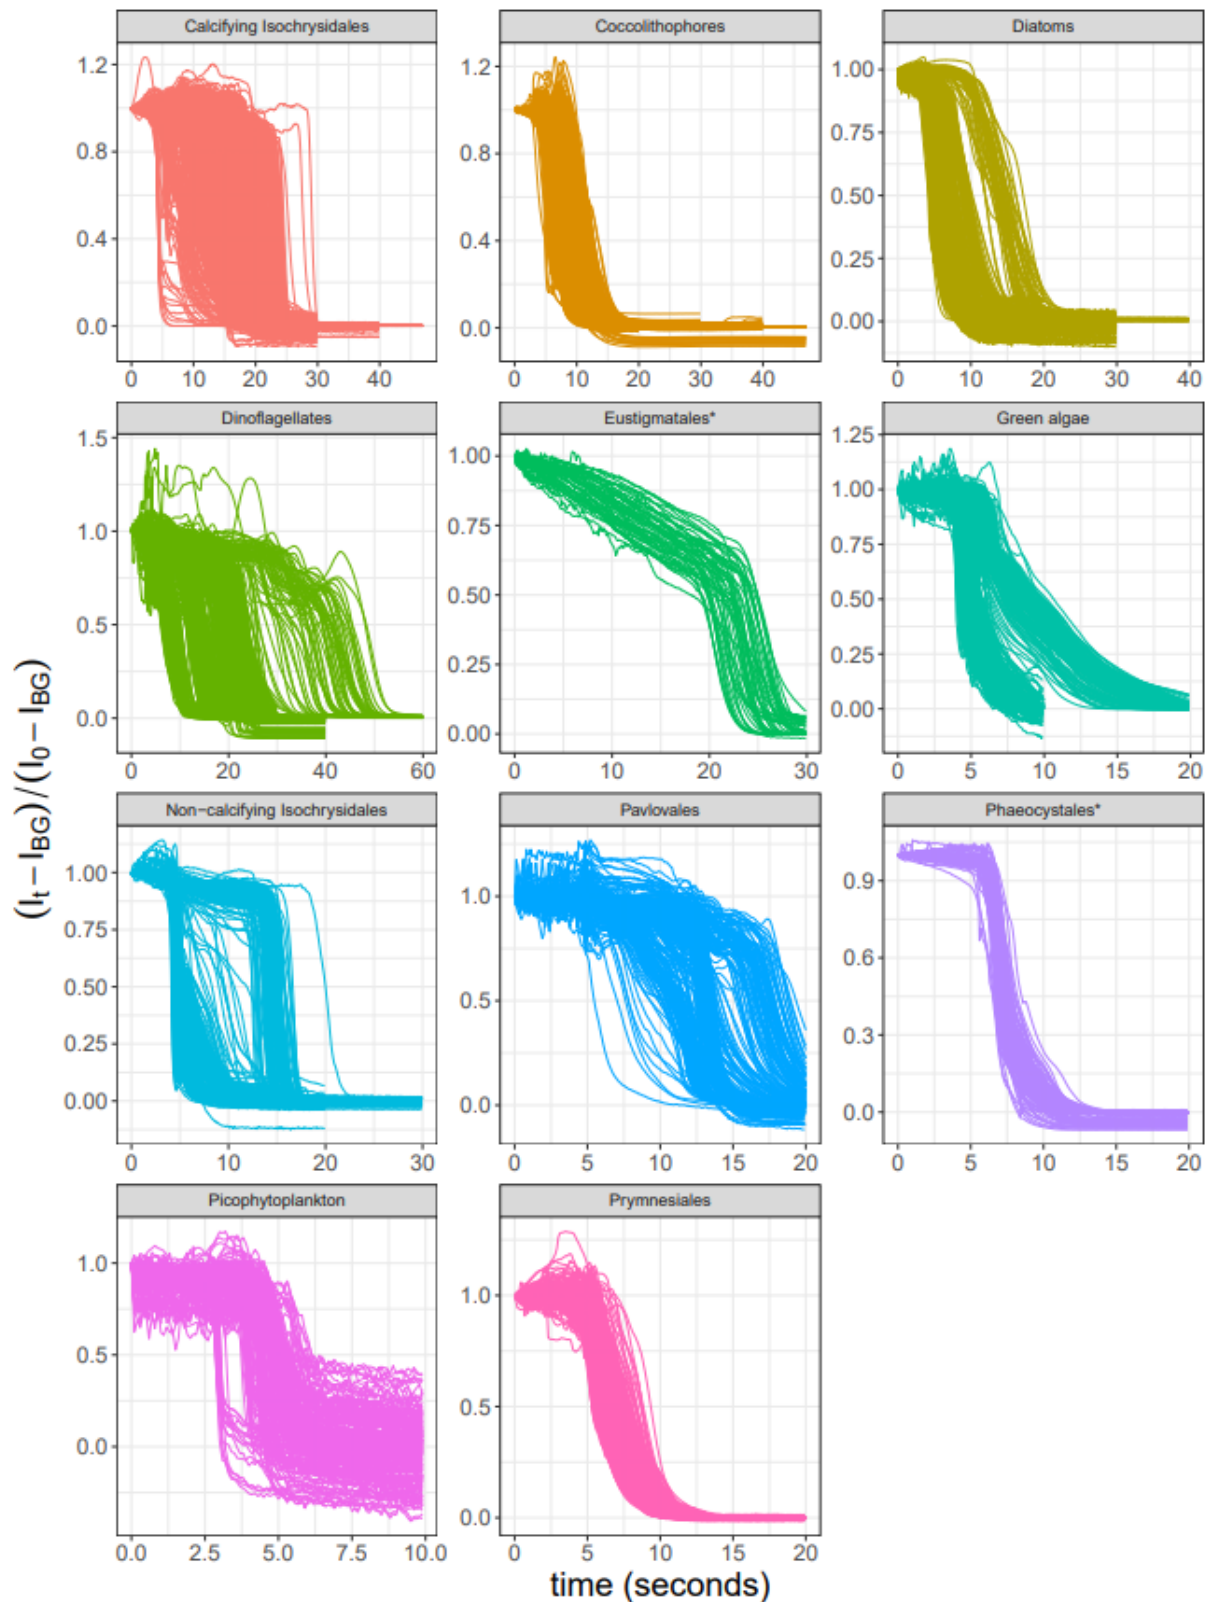 Calcifying Isochrysidales
Coccolithophores
Diatoms
1.2
0.8
0.4
0.0
0 10 20 30 40
1.2
0.8
0.4
0.0
0 10 20 30 40
1.00
0.75
0.50
0.25
0.00
0 10 20 30 40
Dinoflagellates
Eustigmatales*
Green algae
1.5
1.0
0.5
0.0
0 20 40 60
1.00
0.75
0.50
0.25
0.00
0 10 20 30
1.25
1.00
0.75
0.50
0.25
0.00
0 5 10 15 20
(It − IBG)/(I0 − IBG)
Non−calcifying Isochrysidales
Pavlovales
Phaeocystales*
1.00
0.75
0.50
0.25
0.00
0 10 20 30
1.0
0.5
0.0
0 5 10 15 20
0.9
0.6
0.3
0.0
0 5 10 15 20
Picophytoplankton
Prymnesiales
1.0
0.5
0.0
0.0 2.5 5.0 7.5 10.0
1.0
0.5
0.0
0 5 10 15 20
time (seconds)